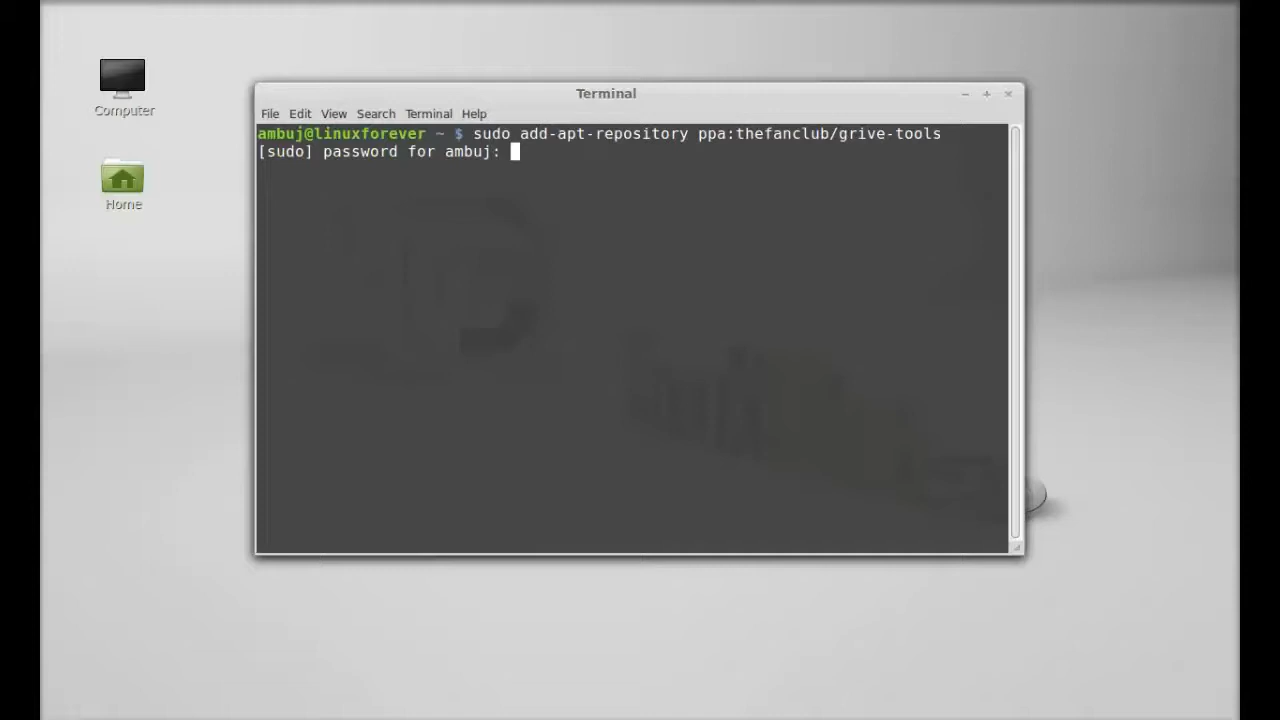 Computer
Home
Terminal
File Edit View Search Terminal Help
ambuj@linuxforever ~ $ sudo add-apt-repository ppa:thefanclub/grive-tools
[sudo] password for ambuj: